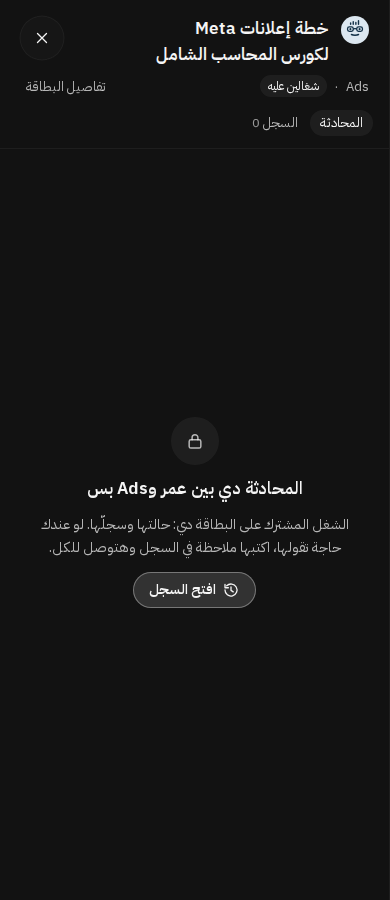 خطة إعلانات Meta
لكورس المحاسب الشامل
Ads · شغالين عليه
تفاصيل البطاقة
المحادثة
السجل 0
المحادثة دي بين عمر وAds بس
الشغل المشترك على البطاقة دي: حالتها وسجلّها. لو عندك
حاجة تقولها، اكتبها ملاحظة في السجل وهتوصل للكل.
افتح السجل